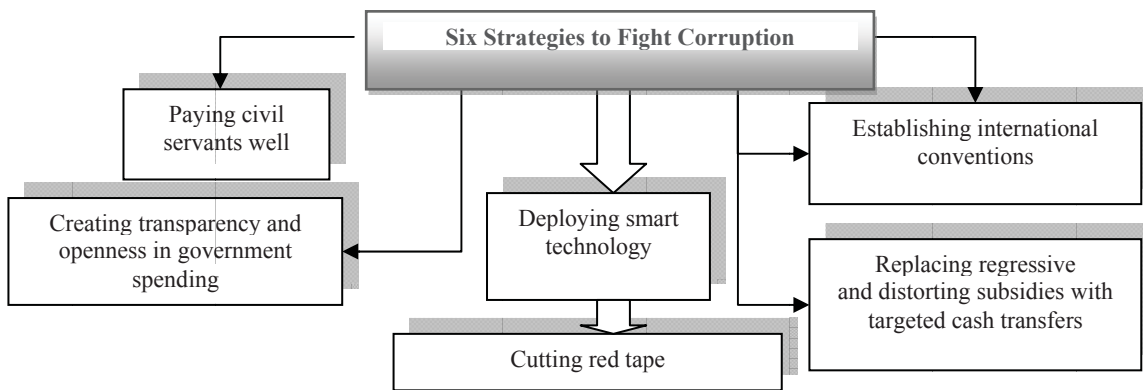 Six Strategies to Fight Corruption
Paying civil
servants well
Creating transparency and
openness in government
spending
Deploying smart
technology
Cutting red tape
Establishing international
conventions
Replacing regressive
and distorting subsidies with
targeted cash transfers